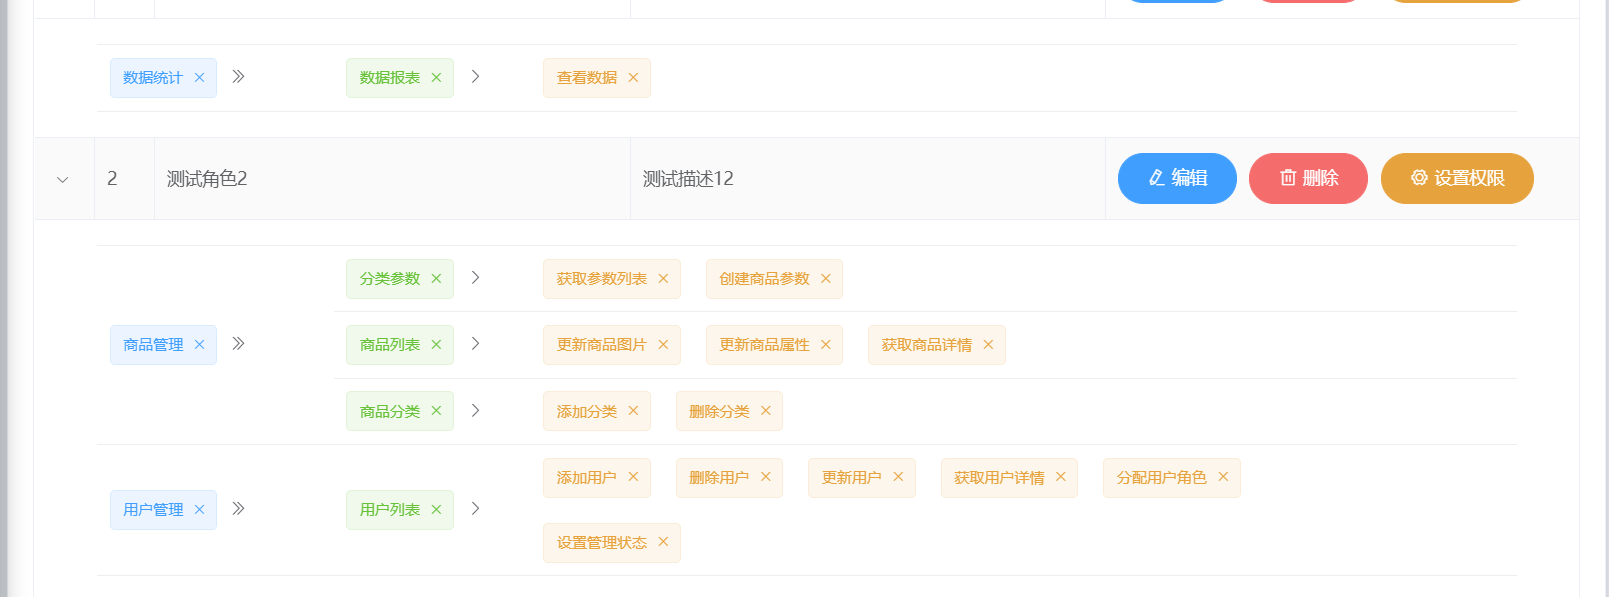 数据统计 数据报表 查看数据
2 测试角色2 测试描述12 编辑 删除 设置权限
分类参数 获取参数列表 创建商品参数
商品管理 商品列表 更新商品图片 更新商品属性 获取商品详情
商品分类 添加分类 删除分类
添加用户 删除用户 更新用户 获取用户详情 分配用户角色
用户管理 用户列表
设置管理状态